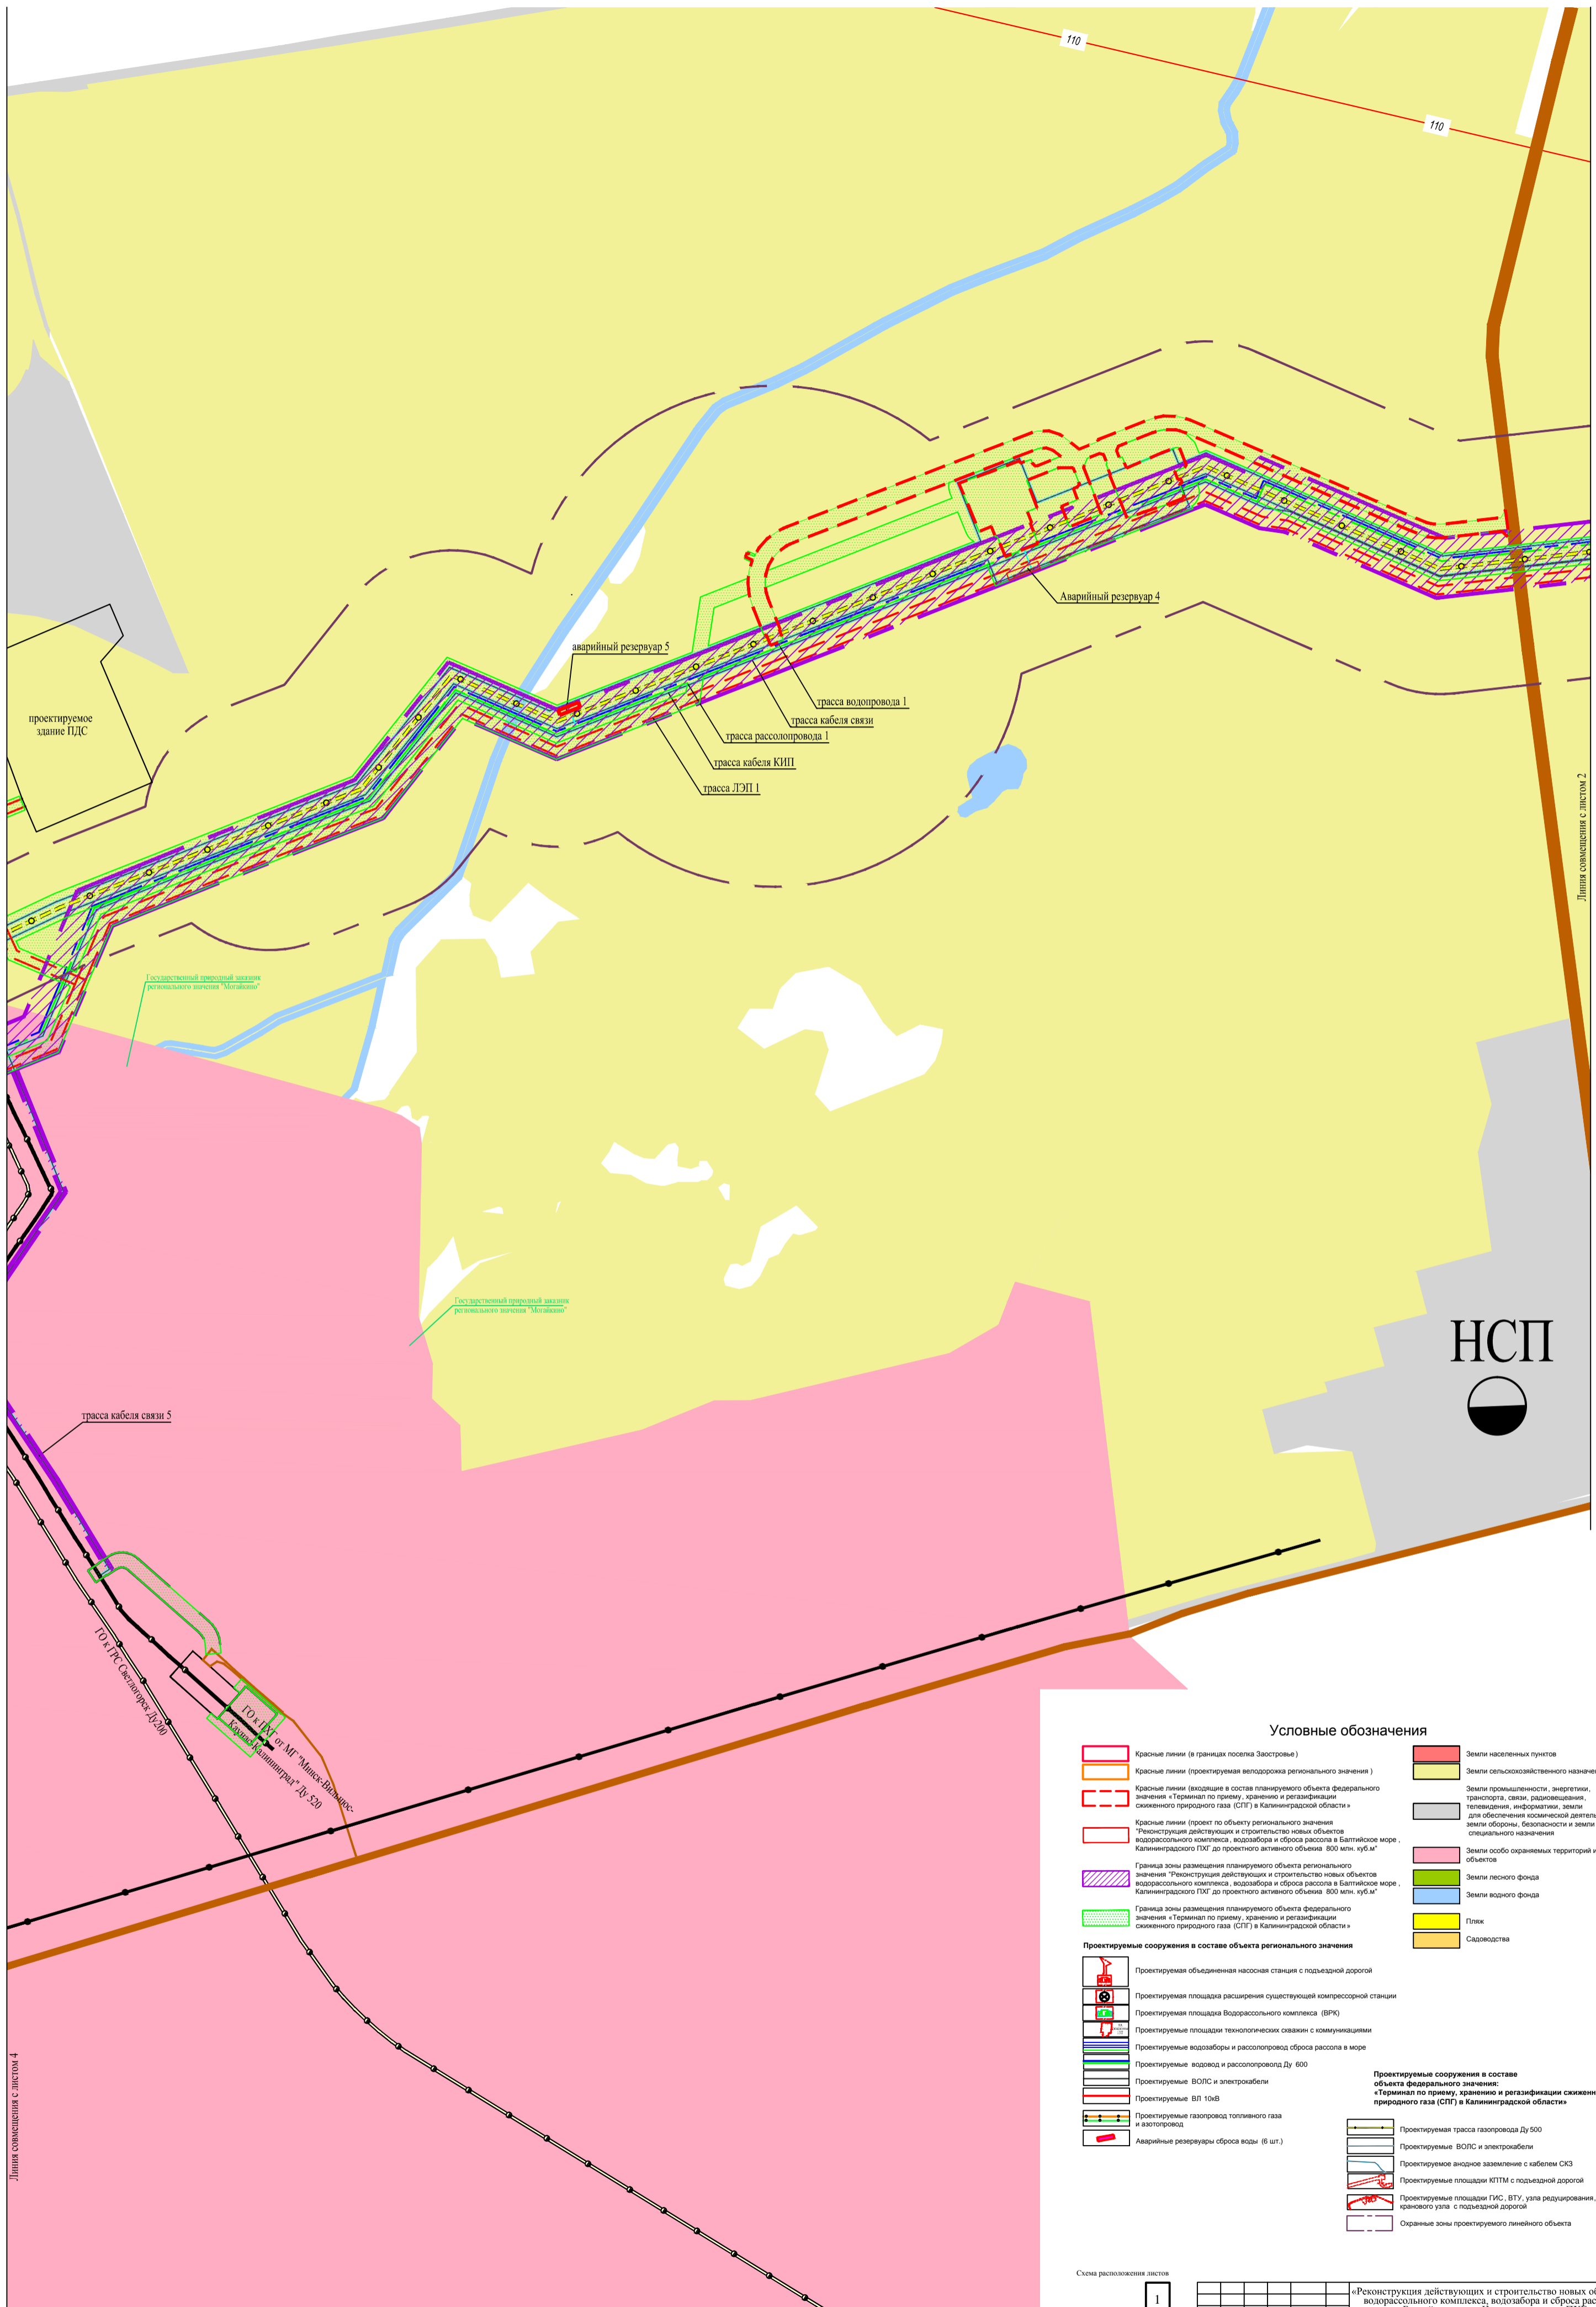 110
110
Аварийный резервуар 4
аварийный резервуар 5
трасса водопровода 1
трасса кабеля связи
трасса рассолопровода 1
трасса кабеля КИП
трасса ЛЭП 1
проектируемое
здание ПДС
Линия совмещения с листом 2
Государственный природный заказник
регионального значения "Могайкино"
Государственный природный заказник
регионального значения "Могайкино"
НСП
трасса кабеля связи 5
ГО к ГРС Светлогорск Ду200
ГО к ПХГ от МГ "Минск-Вильнюс-
Каунас-Калининград" Ду 520
Линия совмещения с листом 4
Условные обозначения
Красные линии (в границах поселка Заостровье)
Красные линии (проектируемая велодорожка регионального значения )
Красные линии (входящие в состав планируемого объекта федерального
значения «Терминал по приему, хранению и регазификации
сжиженного природного газа (СПГ) в Калининградской области»
Красные линии (проект по объекту регионального значения
"Реконструкция действующих и строительство новых объектов
водорассольного комплекса, водозабора и сброса рассола в Балтийское море ,
Калининградского ПХГ до проектного активного объекиа 800 млн. куб.м"
Граница зоны размещения планируемого объекта регионального
значения "Реконструкция действующих и строительство новых объектов
водорассольного комплекса, водозабора и сброса рассола в Балтийское море ,
Калининградского ПХГ до проектного активного объекиа 800 млн. куб.м"
Граница зоны размещения планируемого объекта федерального
значения «Терминал по приему, хранению и регазификации
сжиженного природного газа (СПГ) в Калининградской области»
Земли населенных пунктов
Земли сельскохозяйственного назначе
Земли промышленности, энергетики,
транспорта, связи, радиовещания,
телевидения, информатики, земли
для обеспечения космической деятель
земли обороны, безопасности и земли
специального назначения
Земли особо охраняемых территорий и
объектов
Земли лесного фонда
Земли водного фонда
Пляж
Садоводства
Проектируемые сооружения в составе объекта регионального значения
Проектируемая объединенная насосная станция с подъездной дорогой
Проектируемая площадка расширения существующей компрессорной станции
Проектируемая площадка Водорассольного комплекса (ВРК)
Проектируемые площадки технологических скважин с коммуникациями
Проектируемые водозаборы и рассолопровод сброса рассола в море
Проектируемые водовод и рассолопроволд Ду 600
Проектируемые ВОЛС и электрокабели
Проектируемые ВЛ 10кВ
Проектируемые газопровод топливного газа
и азотопровод
Аварийные резервуары сброса воды (6 шт.)
Проектируемые сооружения в составе
объекта федерального значения:
«Терминал по приему, хранению и регазификации сжиженн
природного газа (СПГ) в Калининградской области»
Проектируемая трасса газопровода Ду 500
Проектируемые ВОЛС и электрокабели
Проектируемое анодное заземление с кабелем СКЗ
Проектируемые площадки КПТМ с подъездной дорогой
Проектируемые площадки ГИС, ВТУ, узла редуцирования,
кранового узла с подъездной дорогой
Охранные зоны проектируемого линейного объекта
Схема расположения листов
1
«Реконструкция действующих и строительство новых об
водорассольного комплекса, водозабора и сброса рас